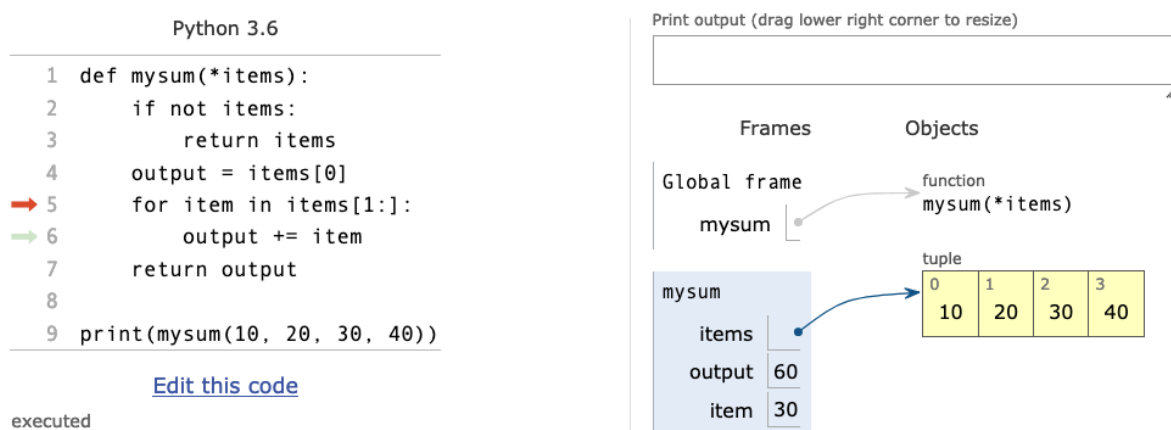 Python 3.6
1 def mysum(*items):
2     if not items:
3         return items
4     output = items[0]
5     for item in items[1:]:
6         output += item
7     return output
8
9 print(mysum(10, 20, 30, 40))
Edit this code
executed
Print output (drag lower right corner to resize)
Frames Objects
Global frame
mysum
function
mysum(*items)
mysum
items
output 60
item 30
tuple
0 1 2 3
10 20 30 40